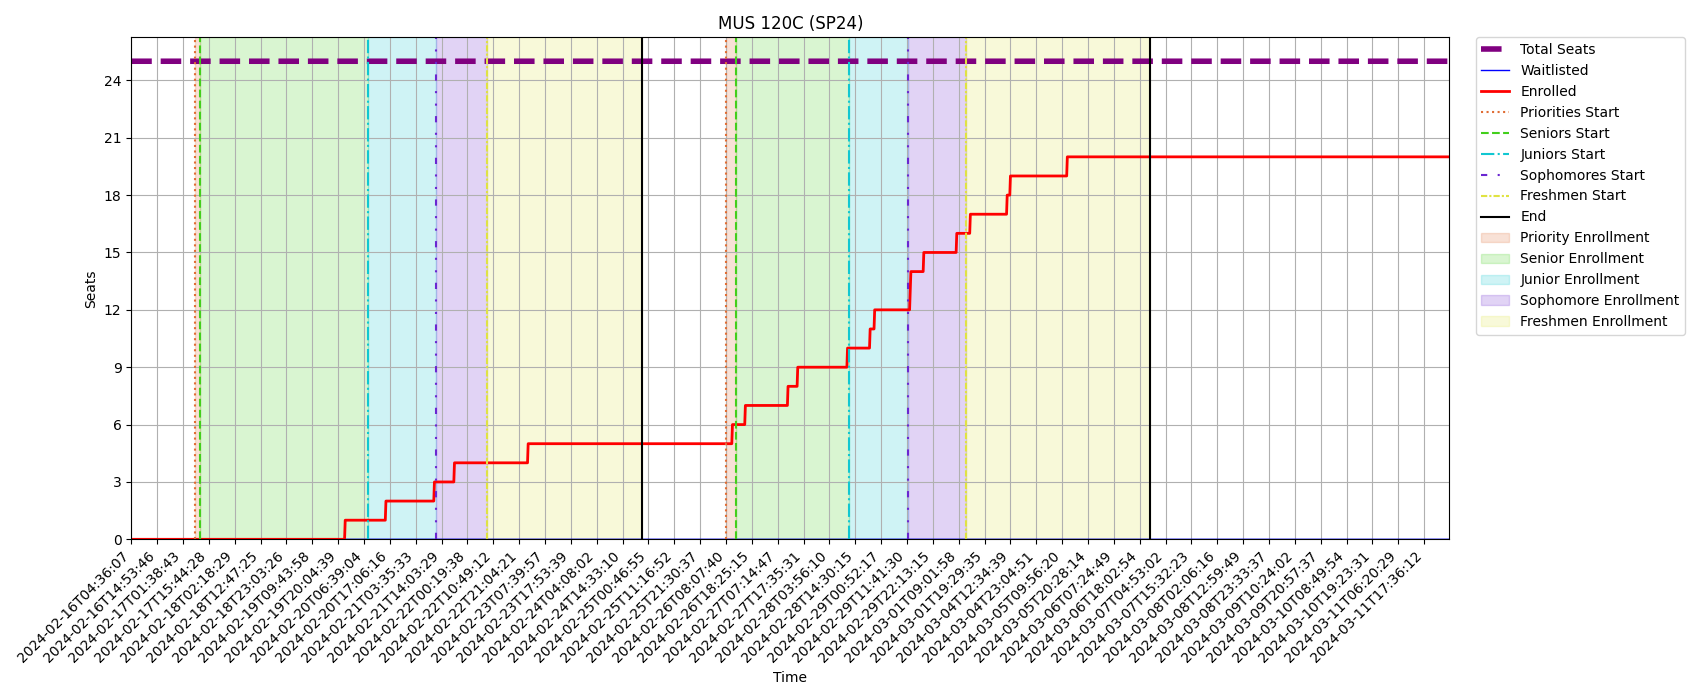 MUS 120C (SP24)
Seats
24
21
18
15
12
9
6
3
0
2024-02-16T04:36:07
2024-02-16T14:53:46
2024-02-17T01:38:43
2024-02-17T15:44:28
2024-02-18T02:18:29
2024-02-18T12:47:25
2024-02-18T23:03:26
2024-02-19T09:43:58
2024-02-19T20:04:39
2024-02-20T06:39:04
2024-02-20T17:06:16
2024-02-21T03:35:33
2024-02-21T14:03:29
2024-02-22T00:19:38
2024-02-22T10:49:12
2024-02-22T21:04:21
2024-02-23T07:39:57
2024-02-23T17:53:39
2024-02-24T04:08:02
2024-02-24T14:33:10
2024-02-25T00:46:55
2024-02-25T11:16:52
2024-02-25T21:30:37
2024-02-26T08:07:40
2024-02-26T18:25:15
2024-02-27T07:14:47
2024-02-27T17:35:31
2024-02-28T03:56:10
2024-02-28T14:30:15
2024-02-29T00:52:17
2024-02-29T11:41:30
2024-02-29T22:13:15
2024-03-01T09:01:58
2024-03-01T19:29:35
2024-03-04T12:34:39
2024-03-04T23:04:51
2024-03-05T09:56:20
2024-03-05T20:28:14
2024-03-06T07:24:49
2024-03-06T18:02:54
2024-03-07T04:53:02
2024-03-07T15:32:23
2024-03-08T02:06:16
2024-03-08T12:59:49
2024-03-08T23:33:37
2024-03-09T10:24:02
2024-03-09T20:57:37
2024-03-10T08:49:54
2024-03-10T19:23:31
2024-03-11T06:20:29
2024-03-11T17:36:12
Time
Total Seats
Waitlisted
Enrolled
Priorities Start
Seniors Start
Juniors Start
Sophomores Start
Freshmen Start
End
Priority Enrollment
Senior Enrollment
Junior Enrollment
Sophomore Enrollment
Freshmen Enrollment